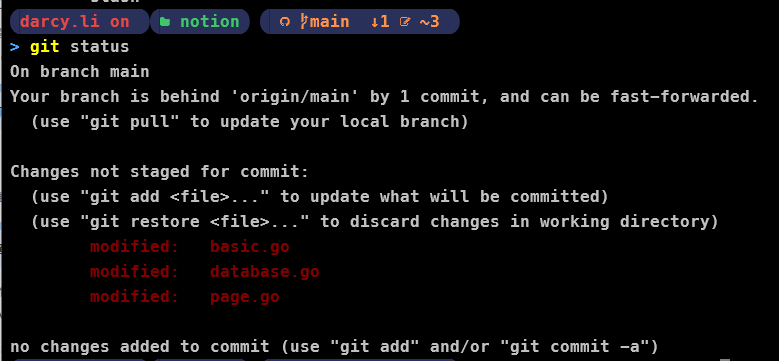 darcy.li on notion main ↓1 ~3
> git status
On branch main
Your branch is behind 'origin/main' by 1 commit, and can be fast-forwarded.
  (use "git pull" to update your local branch)

Changes not staged for commit:
  (use "git add <file>..." to update what will be committed)
  (use "git restore <file>..." to discard changes in working directory)
        modified:   basic.go
        modified:   database.go
        modified:   page.go

no changes added to commit (use "git add" and/or "git commit -a")